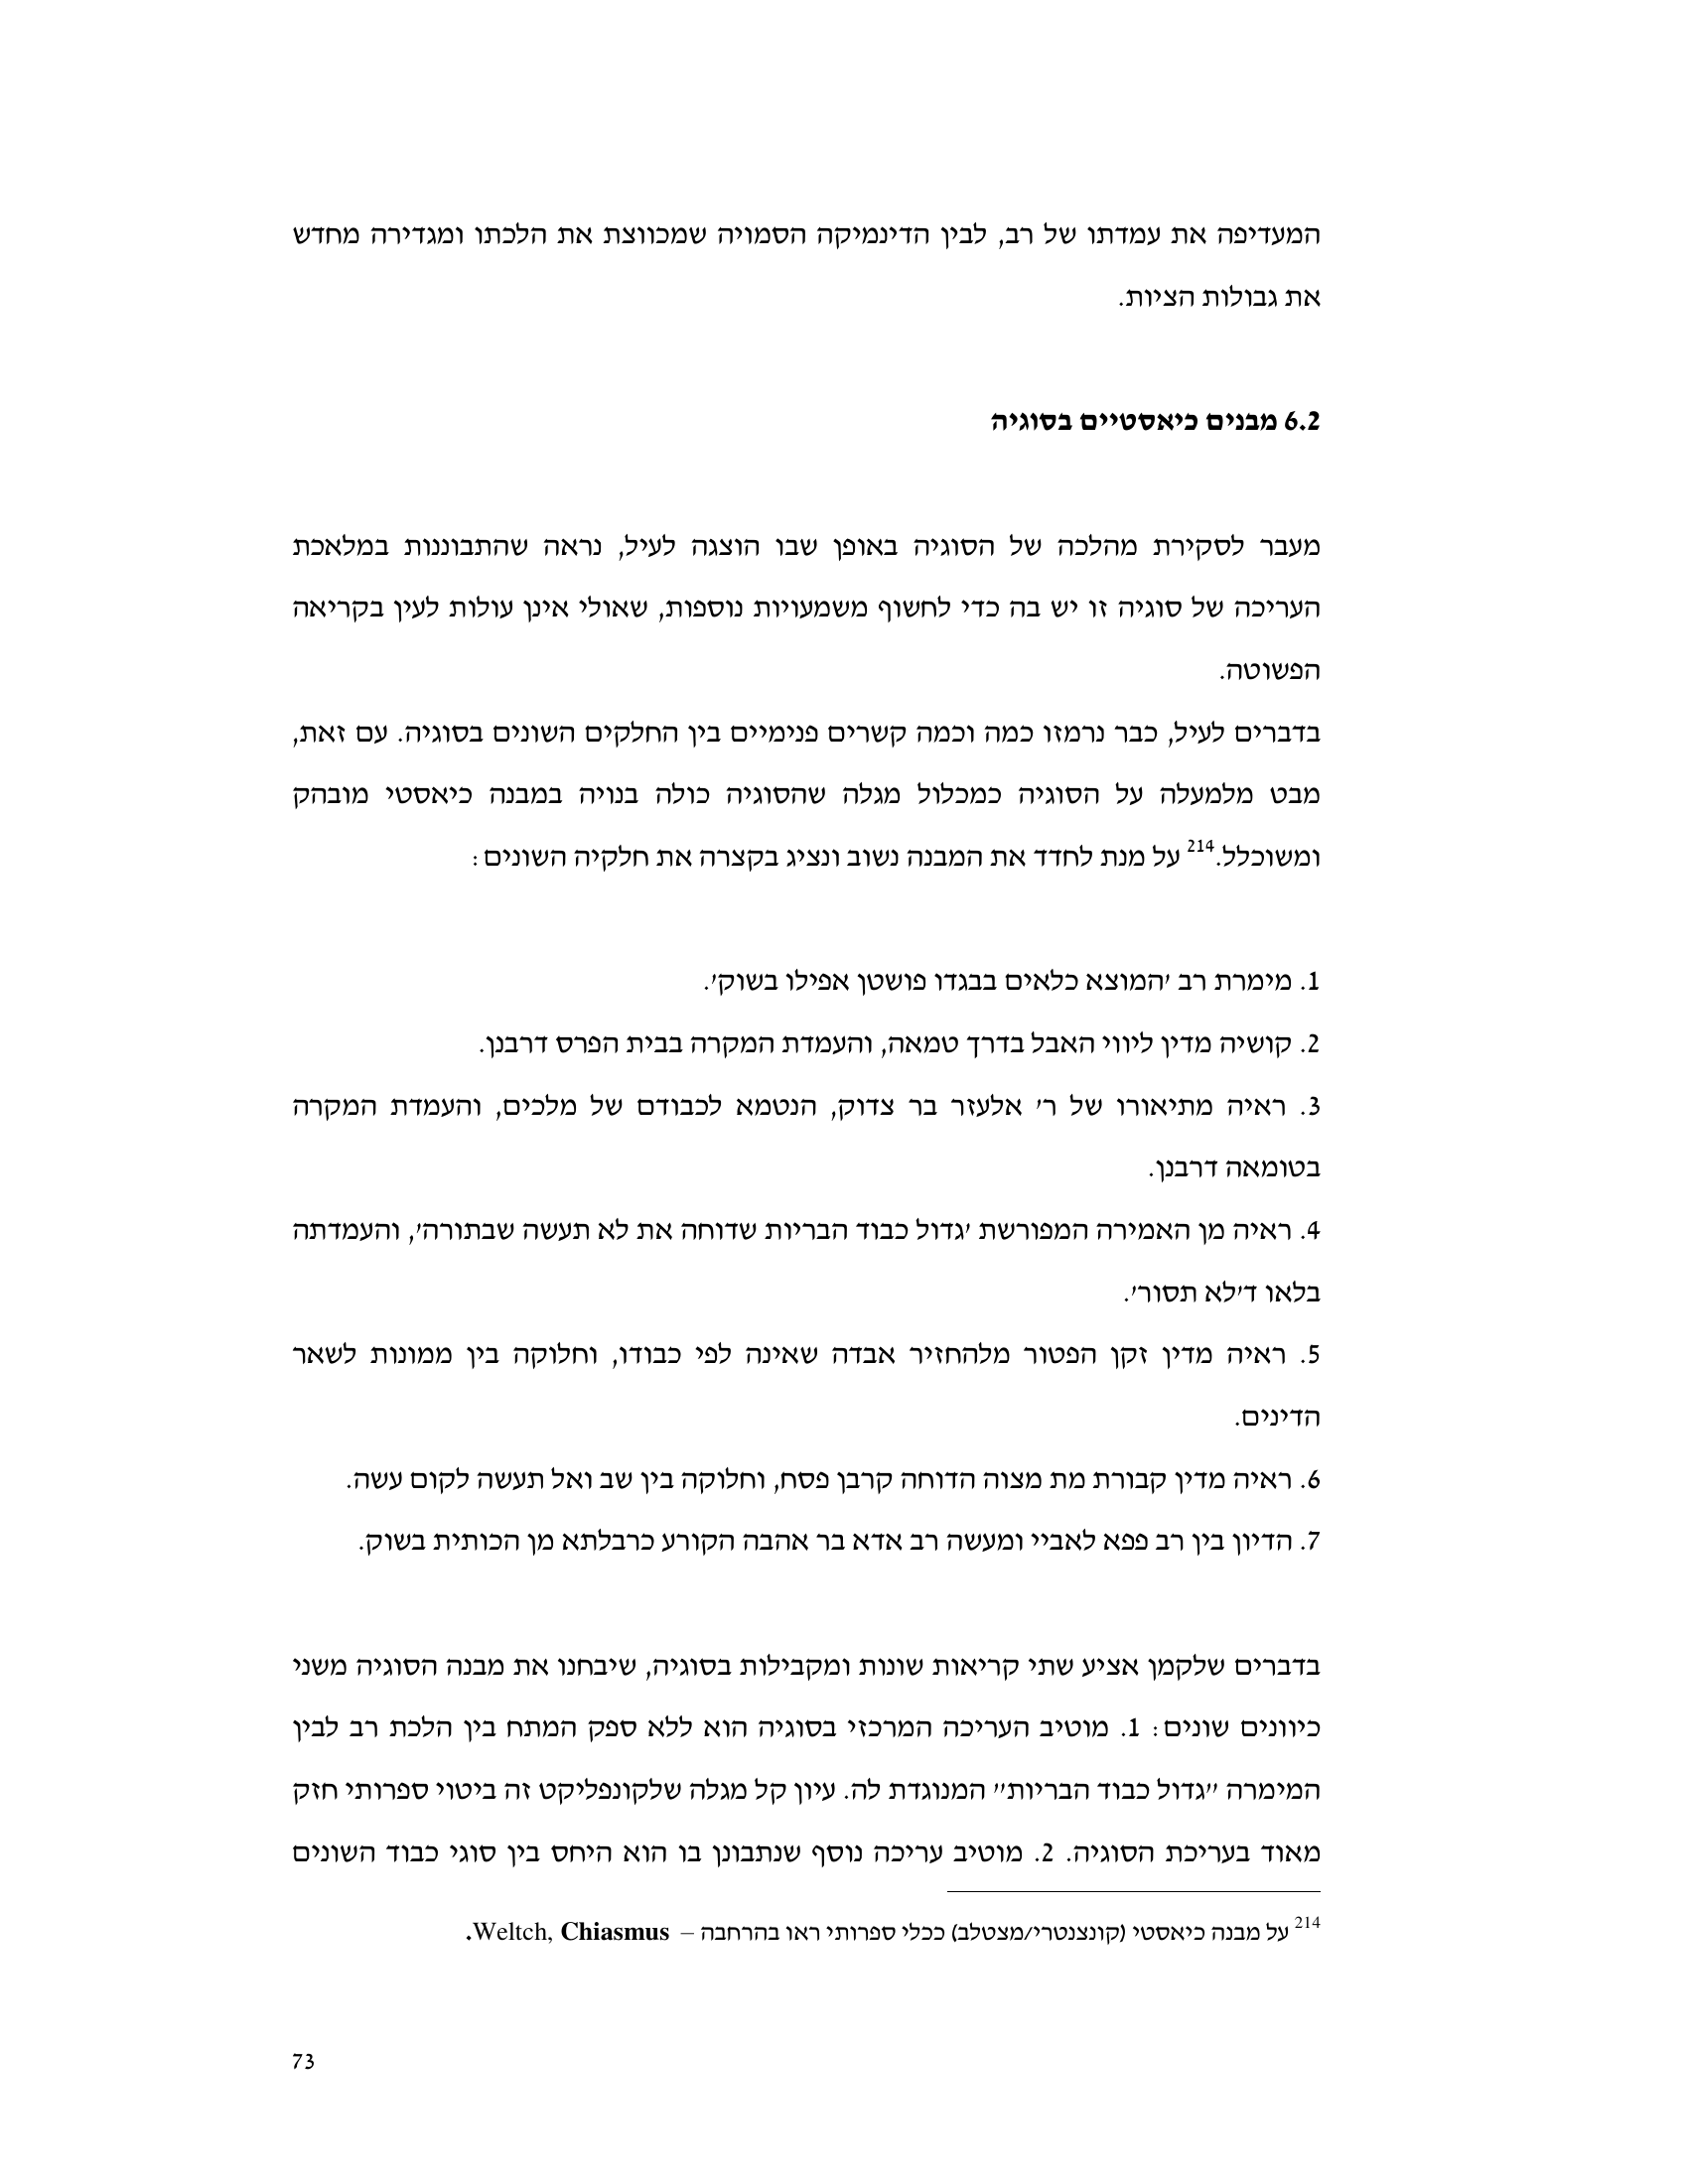 המעדיפה את עמדתו של רב, לבין הדינמיקה הסמויה שמכווצת את הלכתו ומגדירה מחדש
את גבולות הציות.
6.2 מבנים כיאסטיים בסוגיה
מעבר לסקירת מהלכה של הסוגיה באופן שבו הוצגה לעיל, נראה שהתבוננות במלאכת
העריכה של סוגיה זו יש בה כדי לחשוף משמעויות נוספות, שאולי אינן עולות לעין בקריאה
הפשוטה.
בדברים לעיל, כבר נרמזו כמה וכמה קשרים פנימיים בין החלקים השונים בסוגיה. עם זאת,
מבט מלמעלה על הסוגיה כמכלול מגלה שהסוגיה כולה בנויה במבנה כיאסטי מובהק
ומשוכלל.214 על מנת לחדד את המבנה נשוב ונציג בקצרה את חלקיה השונים:
1. מימרת רב 'המוצא כלאים בבגדו פושטן אפילו בשוק'.
2. קושיה מדין ליווי האבל בדרך טמאה, והעמדת המקרה בבית הפרס דרבנן.
3. ראיה מתיאורו של ר' אלעזר בר צדוק, הנטמא לכבודם של מלכים, והעמדת המקרה
בטומאה דרבנן.
4. ראיה מן האמירה המפורשת 'גדול כבוד הבריות שדוחה את לא תעשה שבתורה', והעמדתה
בלאו ד'לא תסור'.
5. ראיה מדין זקן הפטור מלהחזיר אבדה שאינה לפי כבודו, וחלוקה בין ממונות לשאר
הדינים.
6. ראיה מדין קבורת מת מצוה הדוחה קרבן פסח, וחלוקה בין שב ואל תעשה לקום עשה.
7. הדיון בין רב פפא לאביי ומעשה רב אדא בר אהבה הקורע כרבלתא מן הכותית בשוק.
בדברים שלקמן אציע שתי קריאות שונות ומקבילות בסוגיה, שיבחנו את מבנה הסוגיה משני
כיוונים שונים: 1. מוטיב העריכה המרכזי בסוגיה הוא ללא ספק המתח בין הלכת רב לבין
המימרה "גדול כבוד הבריות" המנוגדת לה. עיון קל מגלה שלקונפליקט זה ביטוי ספרותי חזק
מאוד בעריכת הסוגיה. 2. מוטיב עריכה נוסף שנתבונן בו הוא היחס בין סוגי כבוד השונים
214 על מבנה כיאסטי (קונצנטרי/מצטלב) ככלי ספרותי ראו בהרחבה – Weltch, Chiasmus.
73